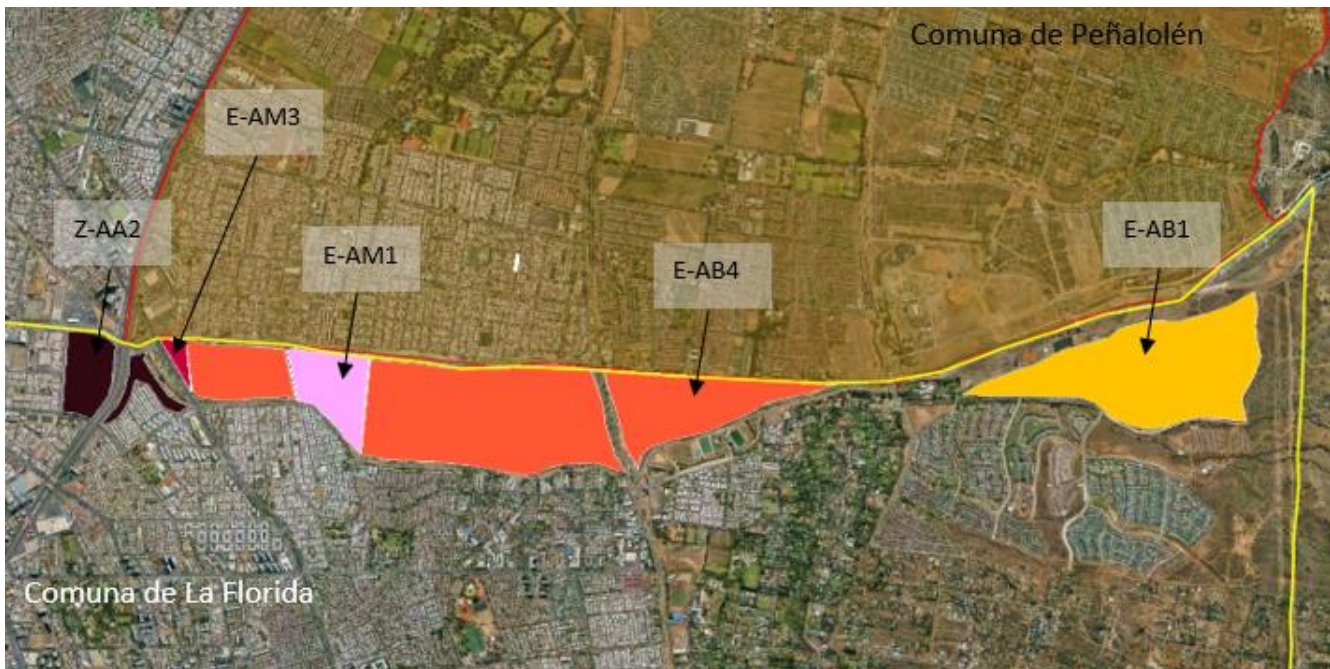 Comuna de Peñalolén
E-AM3
Z-AA2
E-AM1
E-AB4
E-AB1
Comuna de La Florida